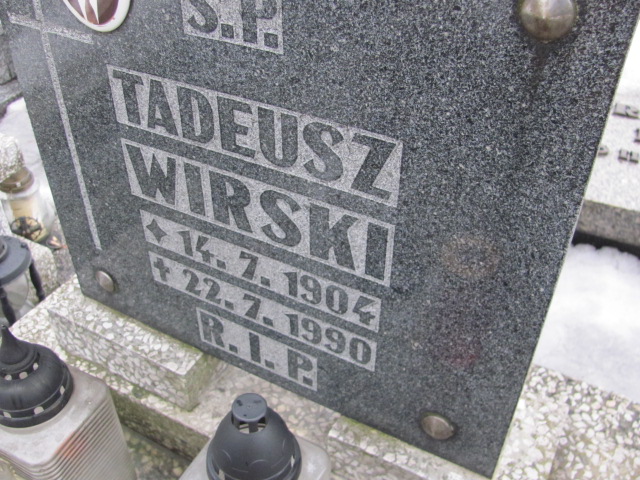 Ś.P.
TADEUSZ
WIRSKI
14.7.1904
22.7.1990
R.I.P.